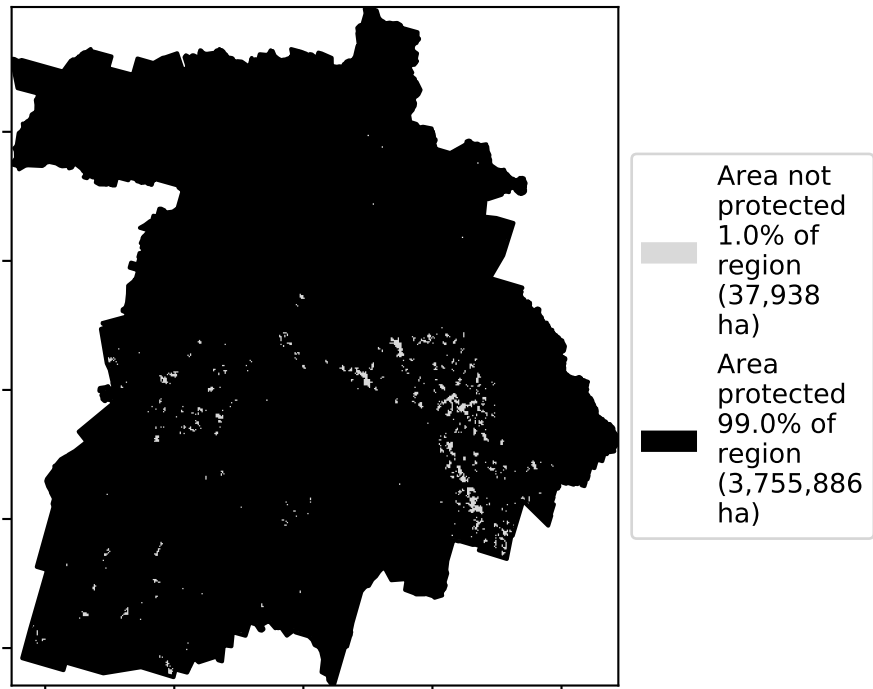 Area not
protected
1.0% of
region
(37,938
ha)
Area
protected
99.0% of
region
(3,755,886
ha)